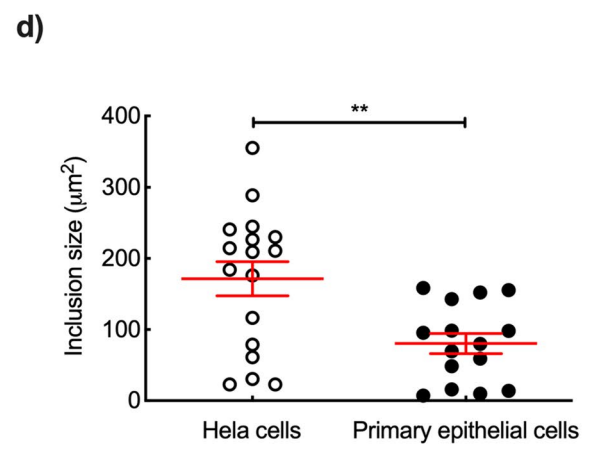 d)
**
400
300
200
100
0
Inclusion size (μm²)
Hela cells
Primary epithelial cells